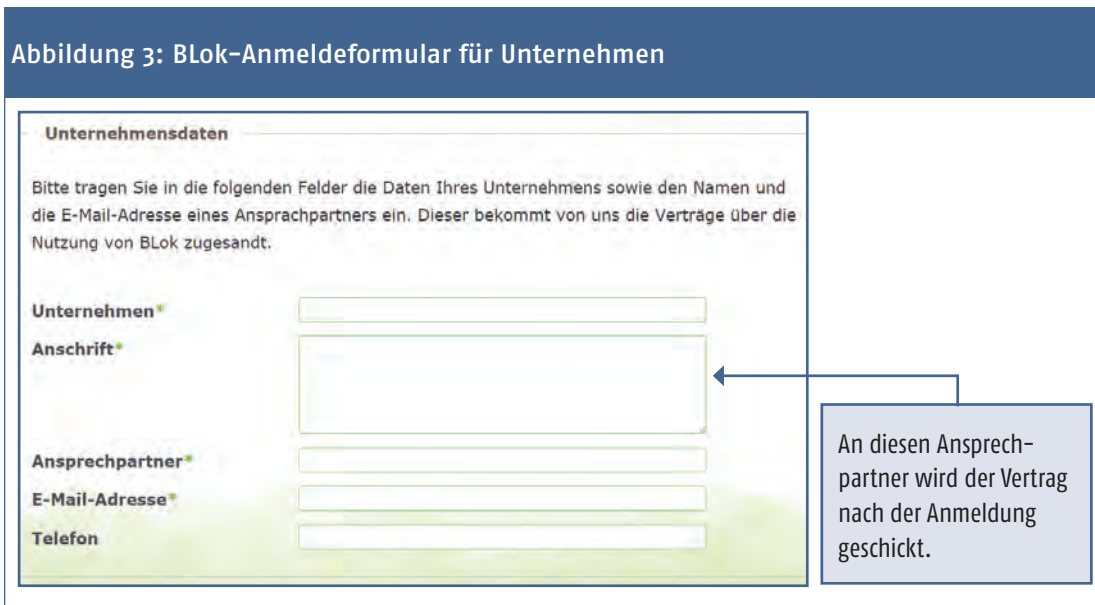 Abbildung 3: BLok-Anmeldeformular für Unternehmen
Unternehmensdaten
Bitte tragen Sie in die folgenden Felder die Daten Ihres Unternehmens sowie den Namen und
die E-Mail-Adresse eines Ansprachpartners ein. Dieser bekommt von uns die Verträge über die
Nutzung von BLok zugesandt.
Unternehmen*
Anschrift*
Ansprechpartner*
E-Mail-Adresse*
Telefon
An diesen Ansprech-
partner wird der Vertrag
nach der Anmeldung
geschickt.